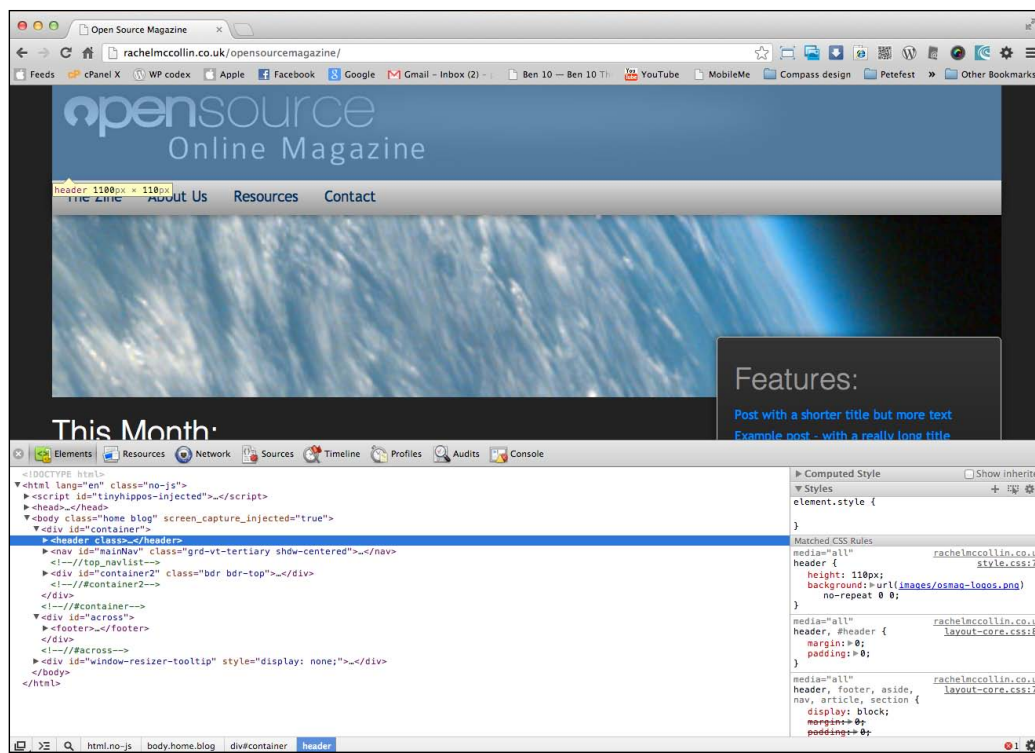 Open Source Magazine
rachelmccollin.co.uk/opensourcemagazine/
Feeds cPanel X WP codex Apple Facebook Google Gmail – Inbox (2) – Ben 10 — Ben 10 Th YouTube MobileMe Compass design Petefest » Other Bookmarks
opensource
Online Magazine
header 1100px × 110px
The Zine About Us Resources Contact
Features:
Post with a shorter title but more text
Example post - with a really long title
This Month:
Elements Resources Network Sources Timeline Profiles Audits Console
<!DOCTYPE html>
▼<html lang="en" class="no-js">
▶<script id="tinyhippos-injected">…</script>
▶<head>…</head>
▼<body class="home blog" screen_capture_injected="true">
▼<div id="container">
▶<header class>…</header>
▶<nav id="mainNav" class="grd-vt-tertiary shdw-centered">…</nav>
<!--//top_navlist-->
▶<div id="container2" class="bdr bdr-top">…</div>
<!--//#container2-->
</div>
<!--//#container-->
▼<div id="across">
▶<footer>…</footer>
</div>
<!--//#across-->
▶<div id="window-resizer-tooltip" style="display: none;">…</div>
</body>
</html>
▶ Computed Style Show inherite
▼ Styles
element.style {
}
Matched CSS Rules
media="all" rachelmccollin.co.u
header { style.css:7
height: 110px;
background:▶url(images/osmag-logos.png)
no-repeat 0 0;
}
media="all" rachelmccollin.co.u
header, #header { layout-core.css:8
margin:▶0;
padding:▶0;
}
media="all" rachelmccollin.co.u
header, footer, aside, layout-core.css:7
nav, article, section {
display: block;
margin:▶0;
padding:▶0;
html.no-js body.home.blog div#container header
1